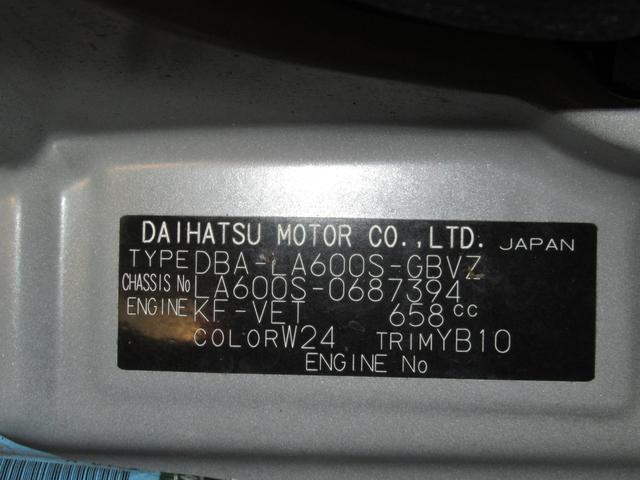 DAIHATSU MOTOR CO.,LTD. JAPAN
TYPE DBA-LA600S-GBVZ
CHASSIS No LA600S-0687394
ENGINE KF-VET 658cc
COLOR W24 TRIM YB10
ENGINE No